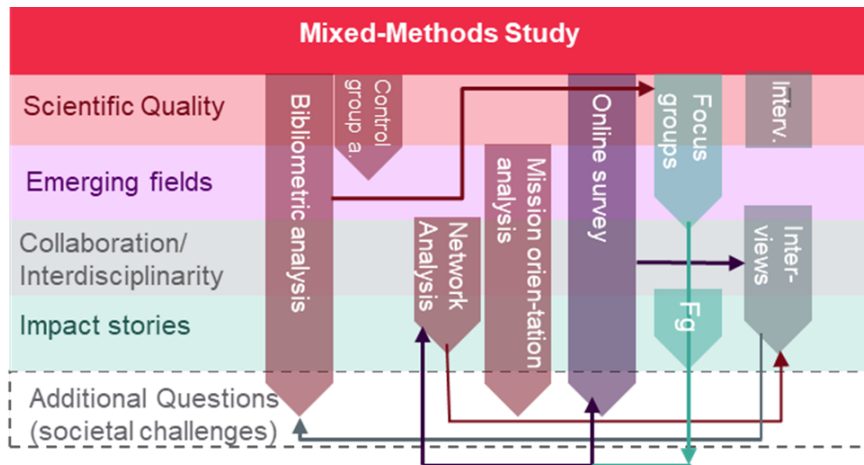 Mixed-Methods Study
Scientific Quality
Emerging fields
Collaboration/
Interdisciplinarity
Impact stories
Additional Questions
(societal challenges)
Bibliometric analysis
Control
group a.
Network
Analysis
Mission orien-tation
analysis
Online survey
Focus
groups
Fg
Interv.
Inter-
views